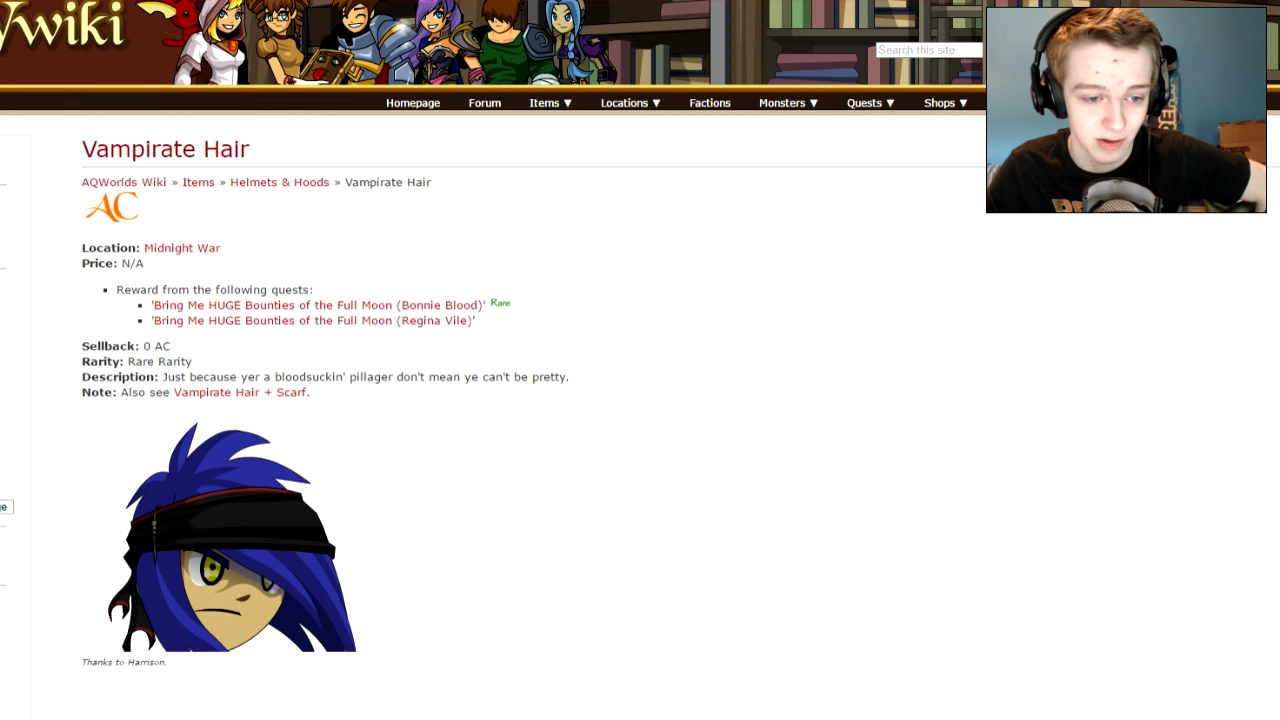 ywiki
Search this site
Homepage Forum Items ▼ Locations ▼ Factions Monsters ▼ Quests ▼ Shops ▼
Vampirate Hair
AQWorlds Wiki » Items » Helmets & Hoods » Vampirate Hair
AC
Location: Midnight War
Price: N/A
Reward from the following quests:
'Bring Me HUGE Bounties of the Full Moon (Bonnie Blood)' Rare
'Bring Me HUGE Bounties of the Full Moon (Regina Vile)'
Sellback: 0 AC
Rarity: Rare Rarity
Description: Just because yer a bloodsuckin' pillager don't mean ye can't be pretty.
Note: Also see Vampirate Hair + Scarf.
ge
Thanks to Harrison.